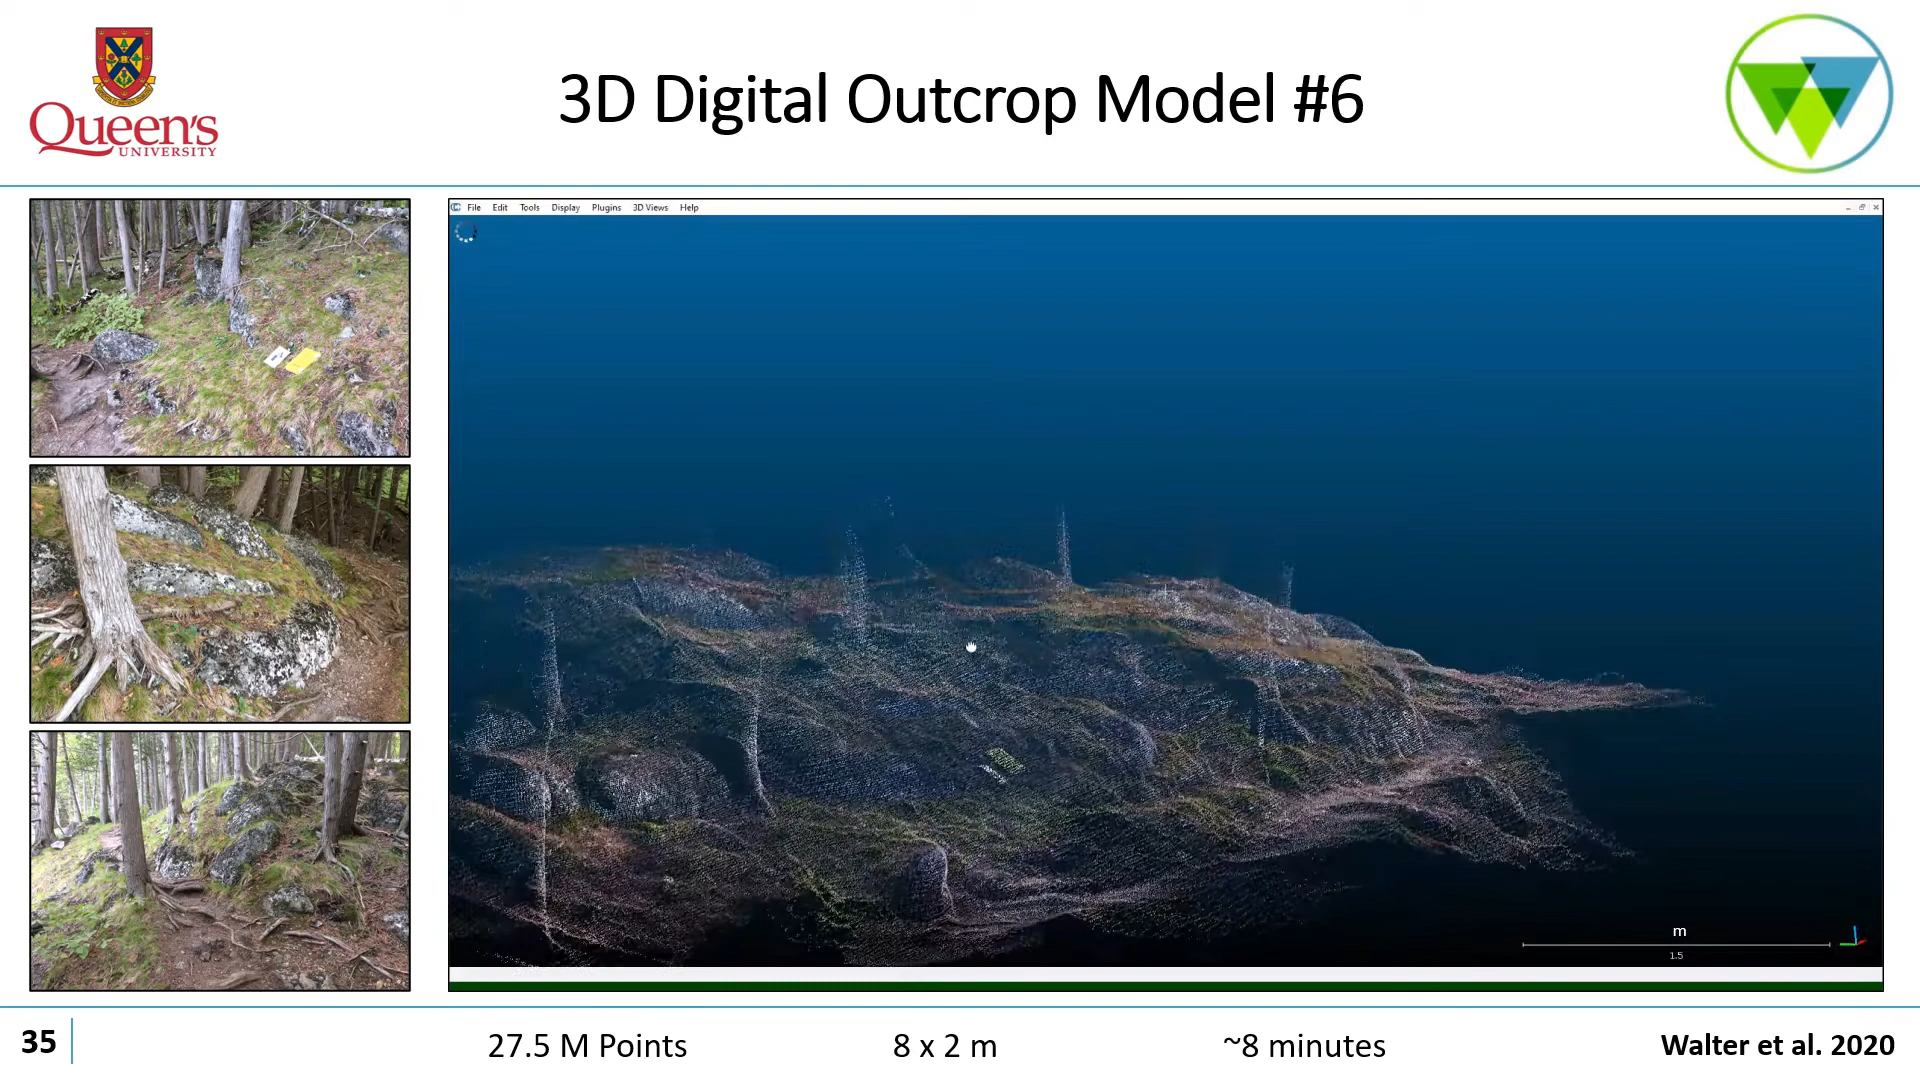 Queen's
UNIVERSITY
3D Digital Outcrop Model #6
File Edit Tools Display Plugins 3D Views Help
m
1.5
35
27.5 M Points
8 x 2 m
~8 minutes
Walter et al. 2020